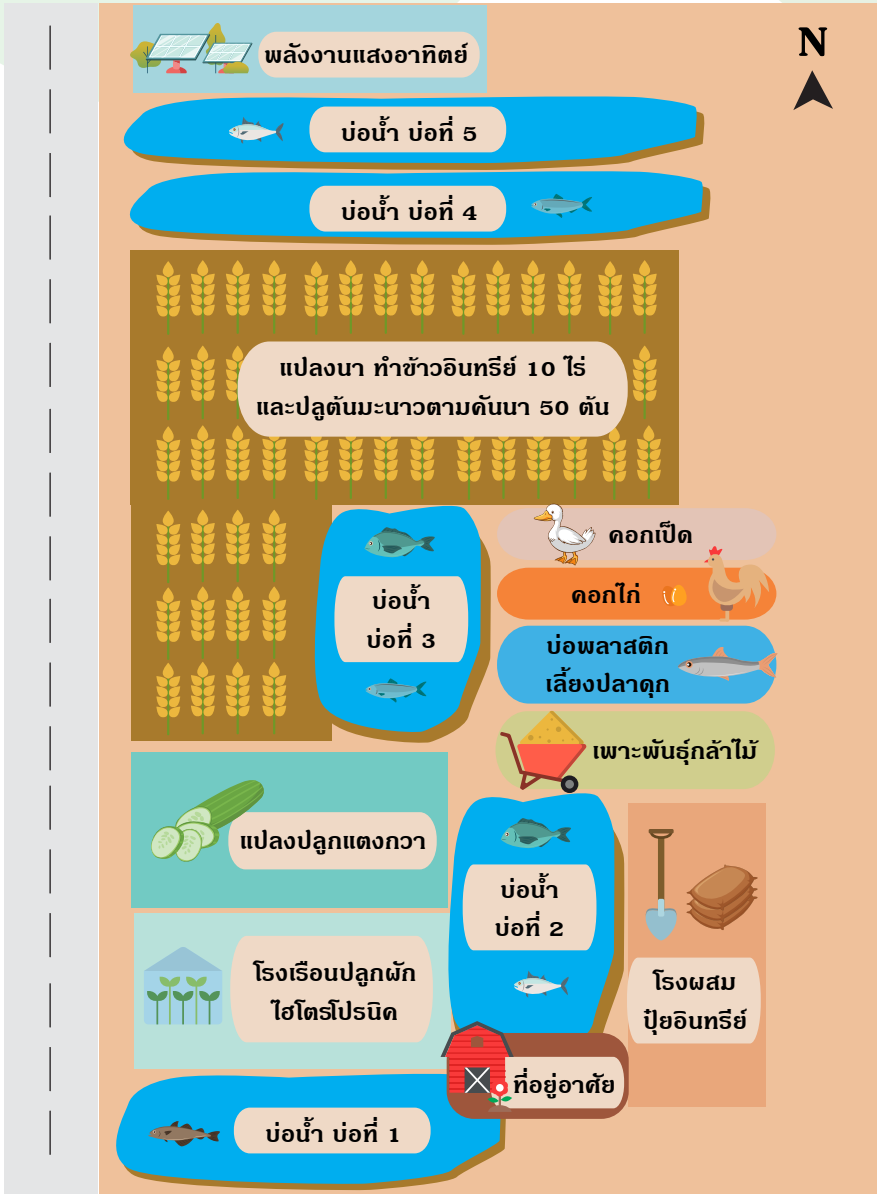 พลังงานแสงอาทิตย์
N
บ่อน้ำ บ่อที่ 5
บ่อน้ำ บ่อที่ 4
แปลงนา ทำข้าวอินทรีย์ 10 ไร่
และปลูต้นมะนาวตามคันนา 50 ต้น
บ่อน้ำ
บ่อที่ 3
คอกเป็ด
คอกไก่
บ่อพลาสติก
เลี้ยงปลาดุก
เพาะพันธุ์กล้าไม้
แปลงปลูกแตงกวา
บ่อน้ำ
บ่อที่ 2
โรงเรือนปลูกผัก
ไฮโตรโปรนิค
โรงผสม
ปุ๋ยอินทรีย์
ที่อยู่อาศัย
บ่อน้ำ บ่อที่ 1